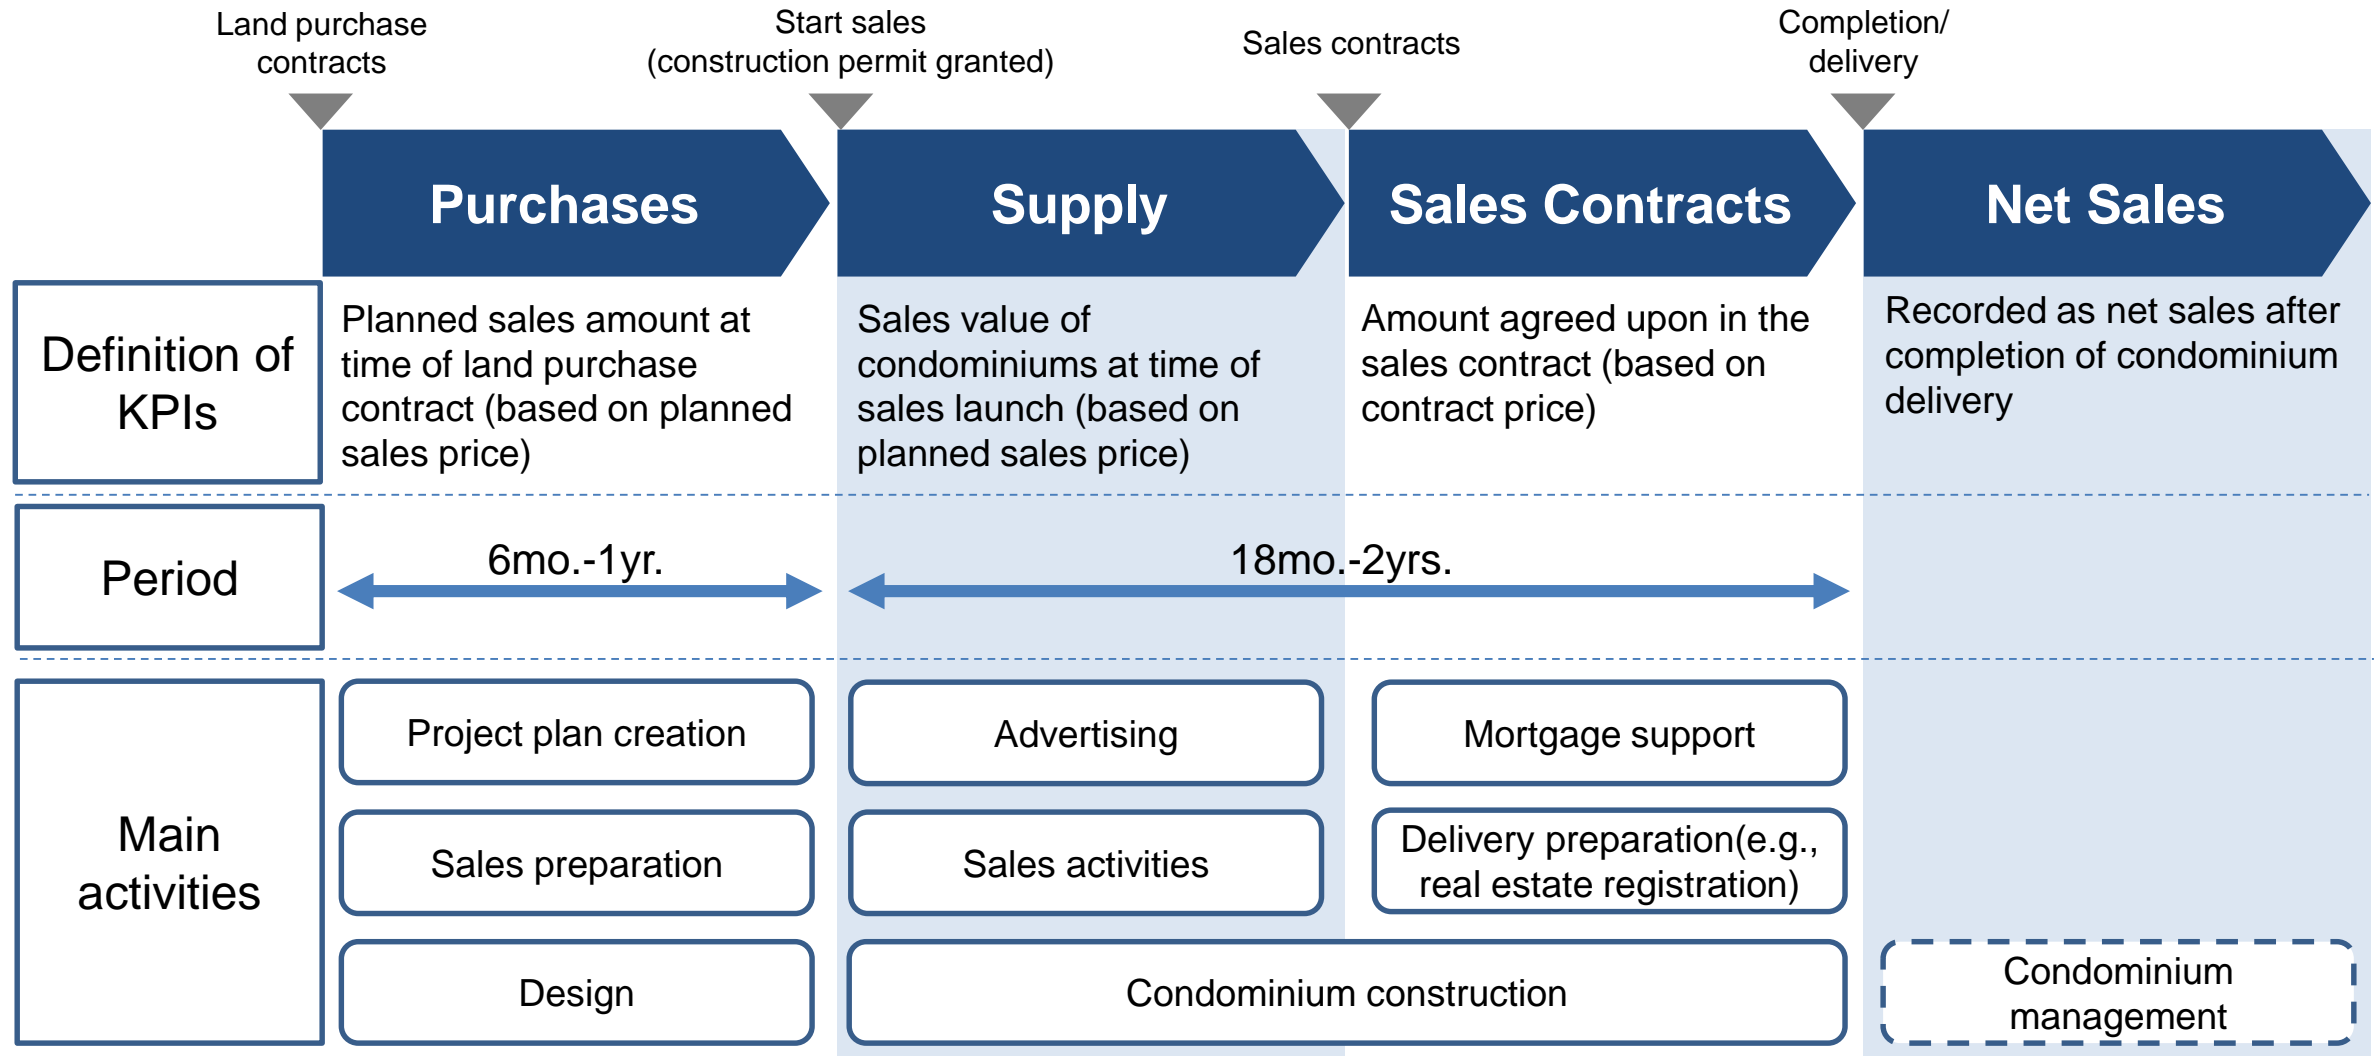 Land purchase
contracts
Start sales
(construction permit granted)
Sales contracts
Completion/
delivery
Purchases
Supply
Sales Contracts
Net Sales
Definition of
KPIs
Planned sales amount at
time of land purchase
contract (based on planned
sales price)
Sales value of
condominiums at time of
sales launch (based on
planned sales price)
Amount agreed upon in the
sales contract (based on
contract price)
Recorded as net sales after
completion of condominium
delivery
Period
6mo.-1yr.
18mo.-2yrs.
Main
activities
Project plan creation
Advertising
Mortgage support
Sales preparation
Sales activities
Delivery preparation(e.g.,
real estate registration)
Design
Condominium construction
Condominium
management